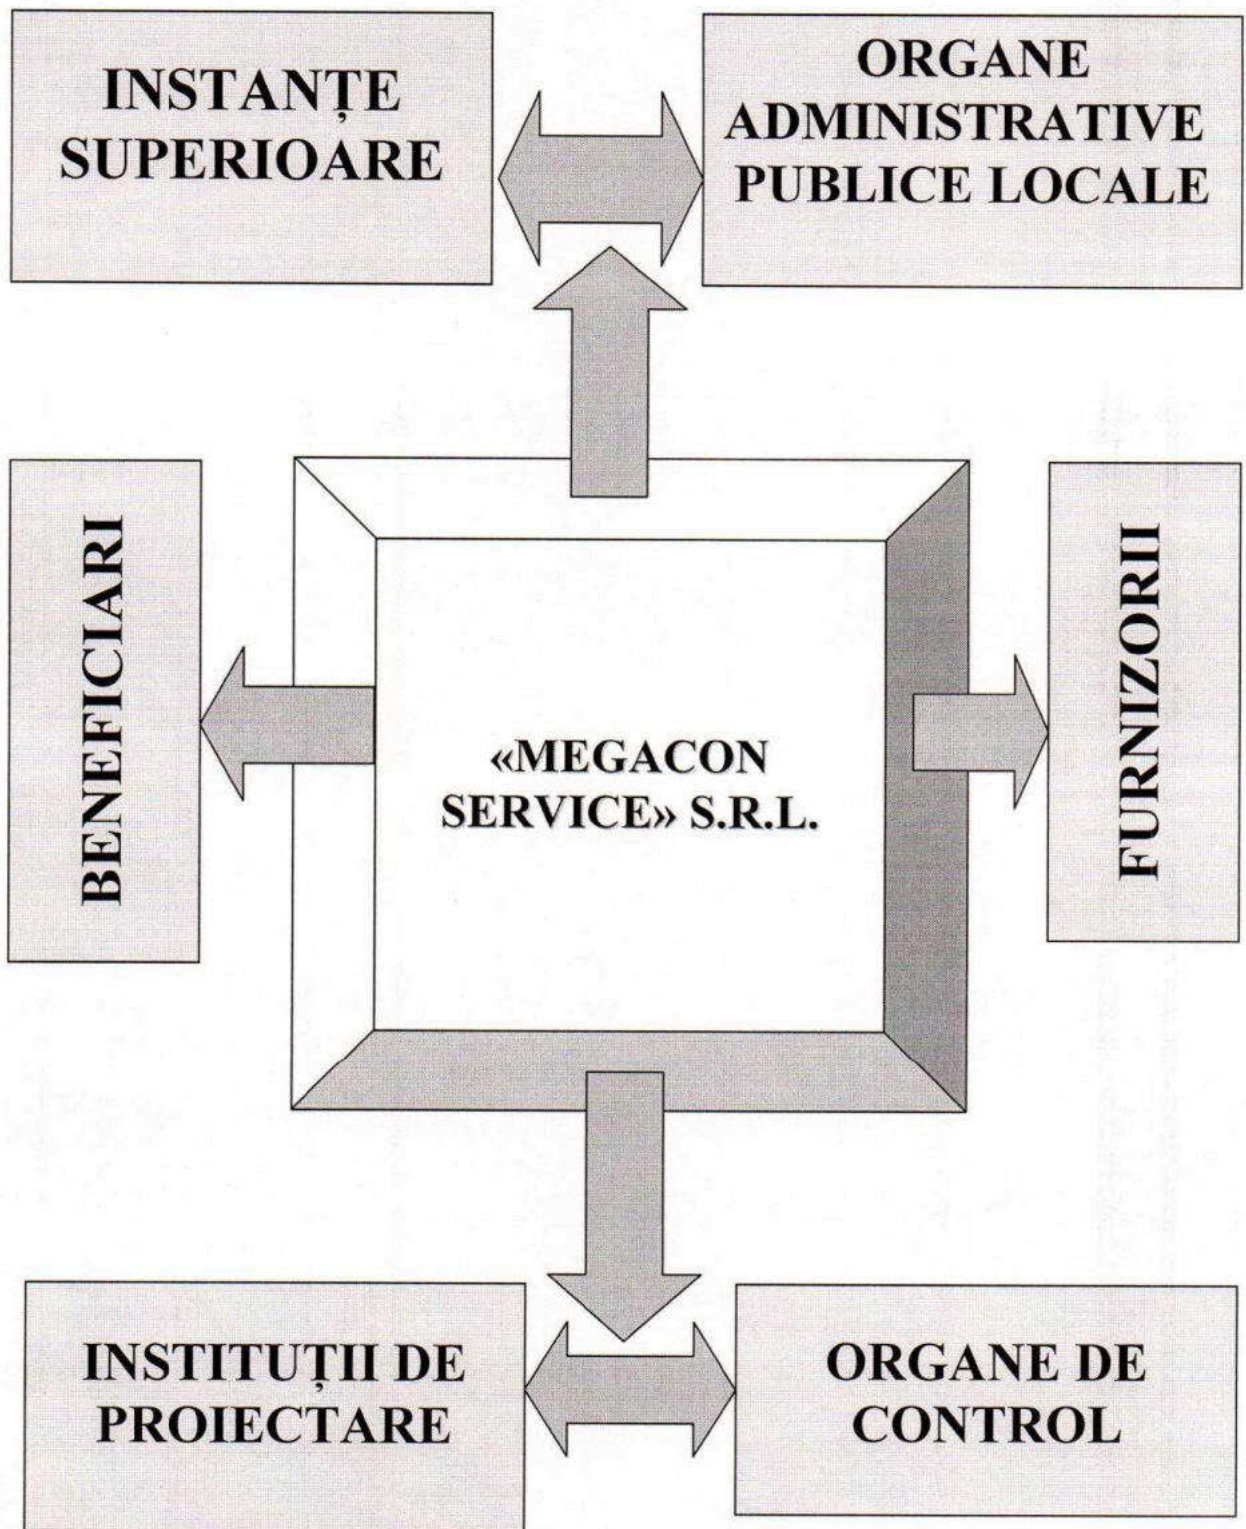 INSTANȚE
SUPERIOARE
ORGANE
ADMINISTRATIVE
PUBLICE LOCALE
BENEFICIARI
«MEGACON
SERVICE» S.R.L.
FURNIZORII
INSTITUȚII DE
PROIECTARE
ORGANE DE
CONTROL